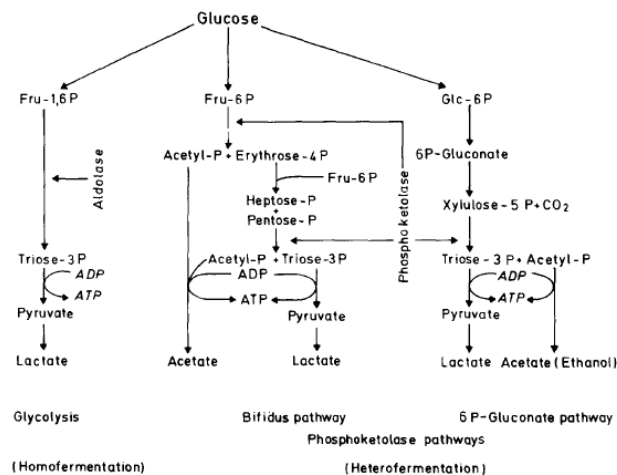 Glucose
Fru-1,6P Fru-6P Glc-6P
Acetyl-P + Erythrose-4P 6P-Gluconate
Aldolase
Phosphoketolase
Fru-6P
Heptose-P
+
Pentose-P
Xylulose-5P+CO2
Triose-3P Acetyl-P + Triose-3P Triose-3P + Acetyl-P
ADP ADP ADP
ATP ATP ATP
Pyruvate Pyruvate Pyruvate
Lactate Acetate Lactate Lactate Acetate (Ethanol)
Glycolysis Bifidus pathway 6P-Gluconate pathway
Phosphoketolase pathways
(Homofermentation) (Heterofermentation)